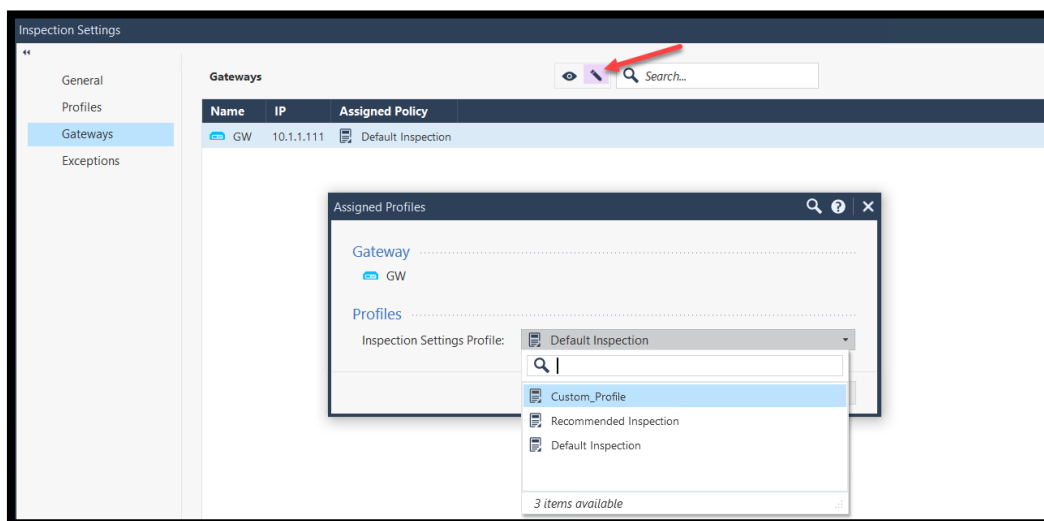 Inspection Settings
General
Profiles
Gateways
Exceptions
Gateways
Search...
Name IP Assigned Policy
GW 10.1.1.111 Default Inspection
Assigned Profiles
Gateway
GW
Profiles
Inspection Settings Profile: Default Inspection
Custom_Profile
Recommended Inspection
Default Inspection
3 items available